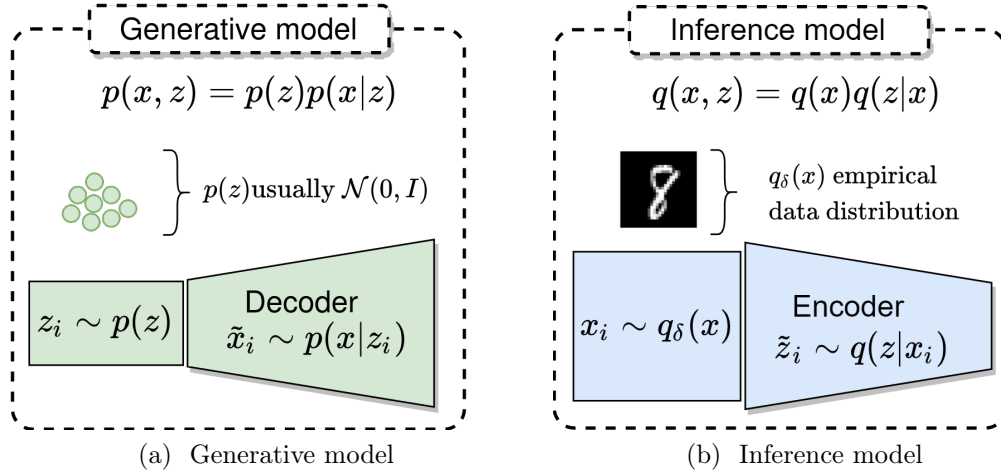 Generative model
p(x, z) = p(z)p(x|z)
p(z)usually 𝒩(0, I)
z_i ∼ p(z)
Decoder
x̃_i ∼ p(x|z_i)
(a) Generative model
Inference model
q(x, z) = q(x)q(z|x)
8
q_δ(x) empirical
data distribution
x_i ∼ q_δ(x)
Encoder
z̃_i ∼ q(z|x_i)
(b) Inference model